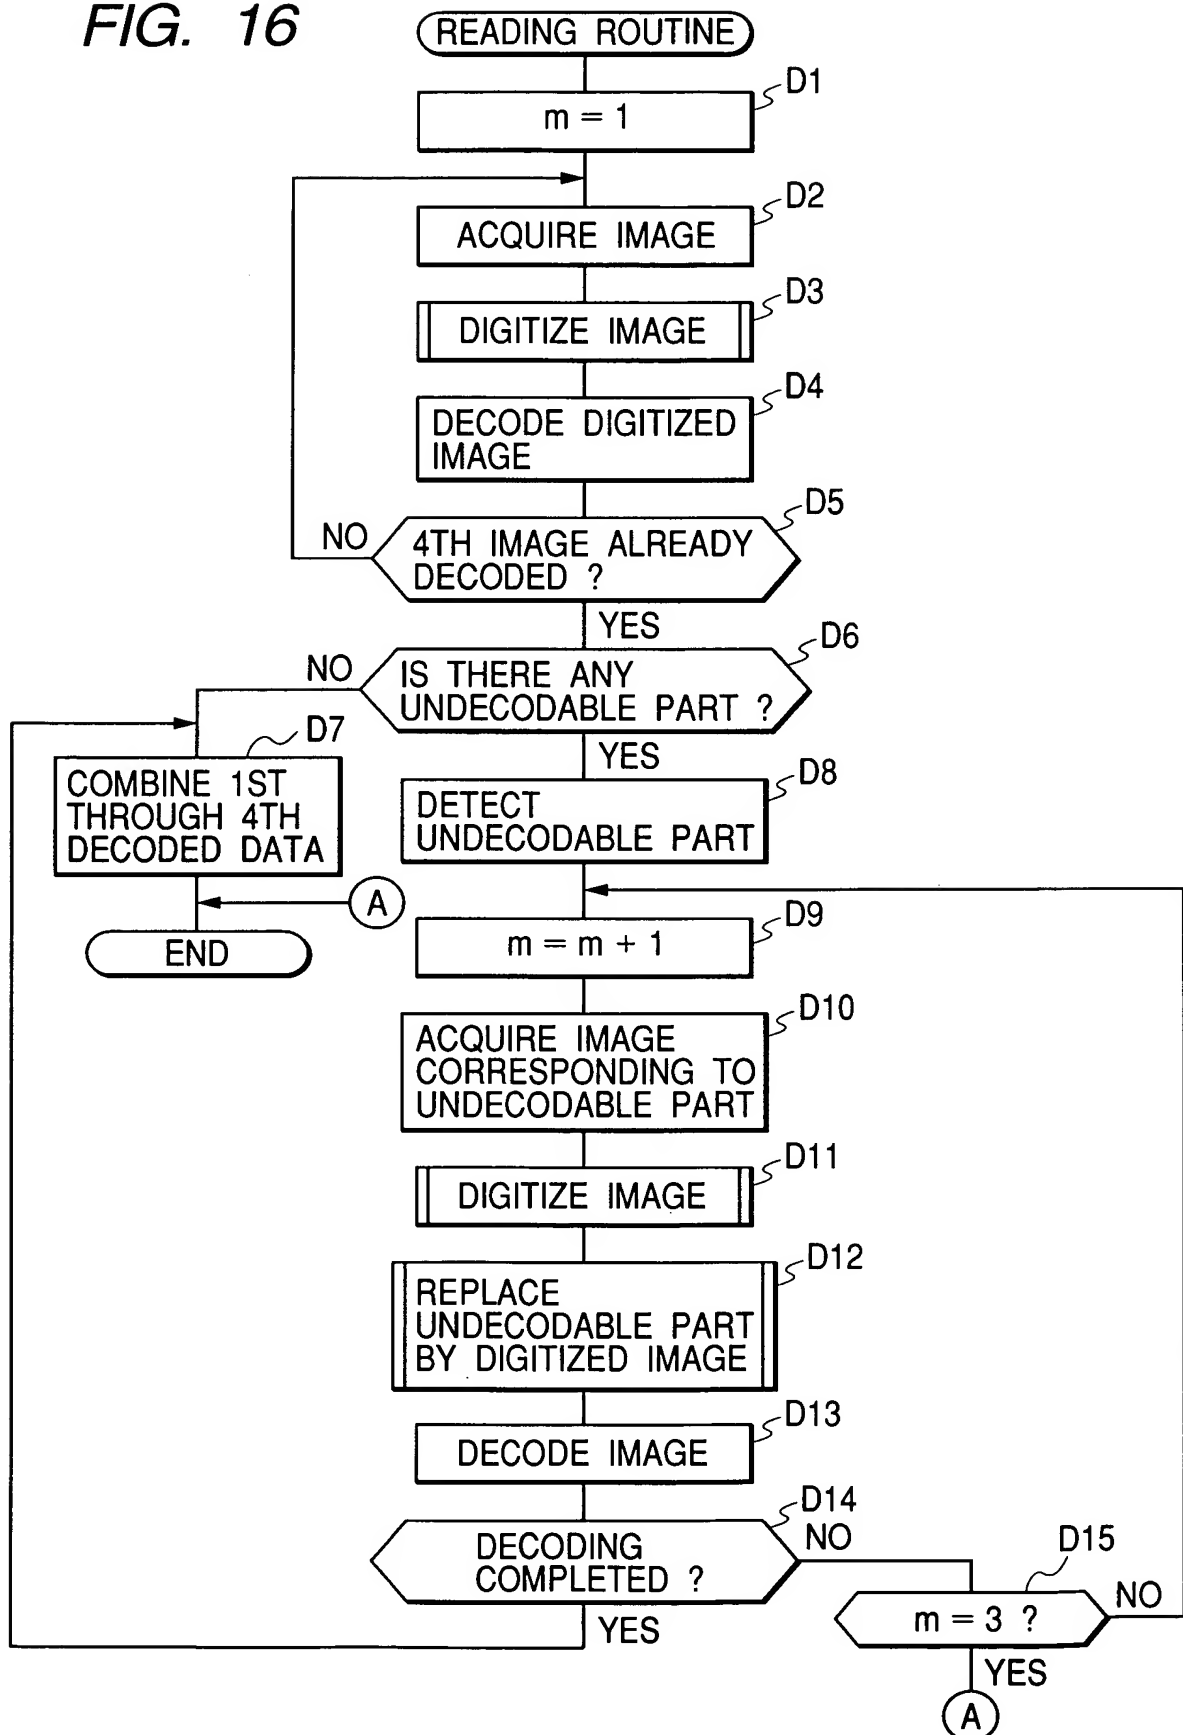 FIG. 16
READING ROUTINE
D1
m = 1
D2
ACQUIRE IMAGE
D3
DIGITIZE IMAGE
D4
DECODE DIGITIZED
IMAGE
D5
NO
4TH IMAGE ALREADY
DECODED ?
YES
D6
NO
IS THERE ANY
UNDECODABLE PART ?
YES
D7
COMBINE 1ST
THROUGH 4TH
DECODED DATA
D8
DETECT
UNDECODABLE PART
A
END
D9
m = m + 1
D10
ACQUIRE IMAGE
CORRESPONDING TO
UNDECODABLE PART
D11
DIGITIZE IMAGE
D12
REPLACE
UNDECODABLE PART
BY DIGITIZED IMAGE
D13
DECODE IMAGE
D14
DECODING
COMPLETED ?
NO
YES
D15
m = 3 ?
NO
YES
A